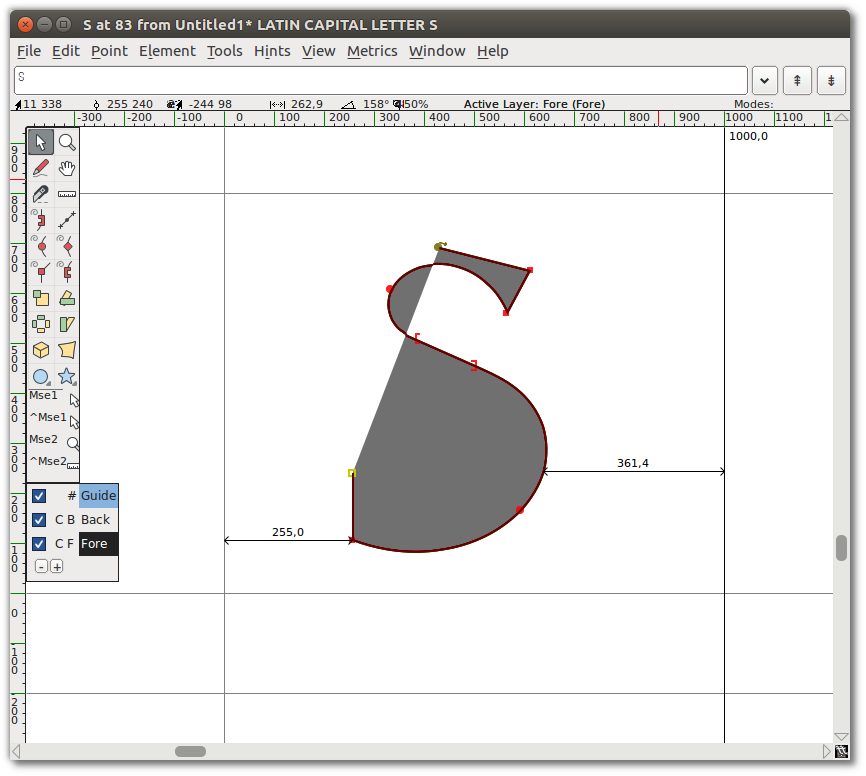 S at 83 from Untitled1* LATIN CAPITAL LETTER S
File Edit Point Element Tools Hints View Metrics Window Help
S
11 338 255 240 -244 98 262,9 158° 50% Active Layer: Fore (Fore) Modes:
-300 -200 -100 0 100 200 300 400 500 600 700 800 900 1000 1100 1
1000,0
900
800
700
600
500
400
300
200
100
0
100
200
Mse1
^Mse1
Mse2
^Mse2
# Guide
C B Back
C F Fore
- +
361,4
255,0